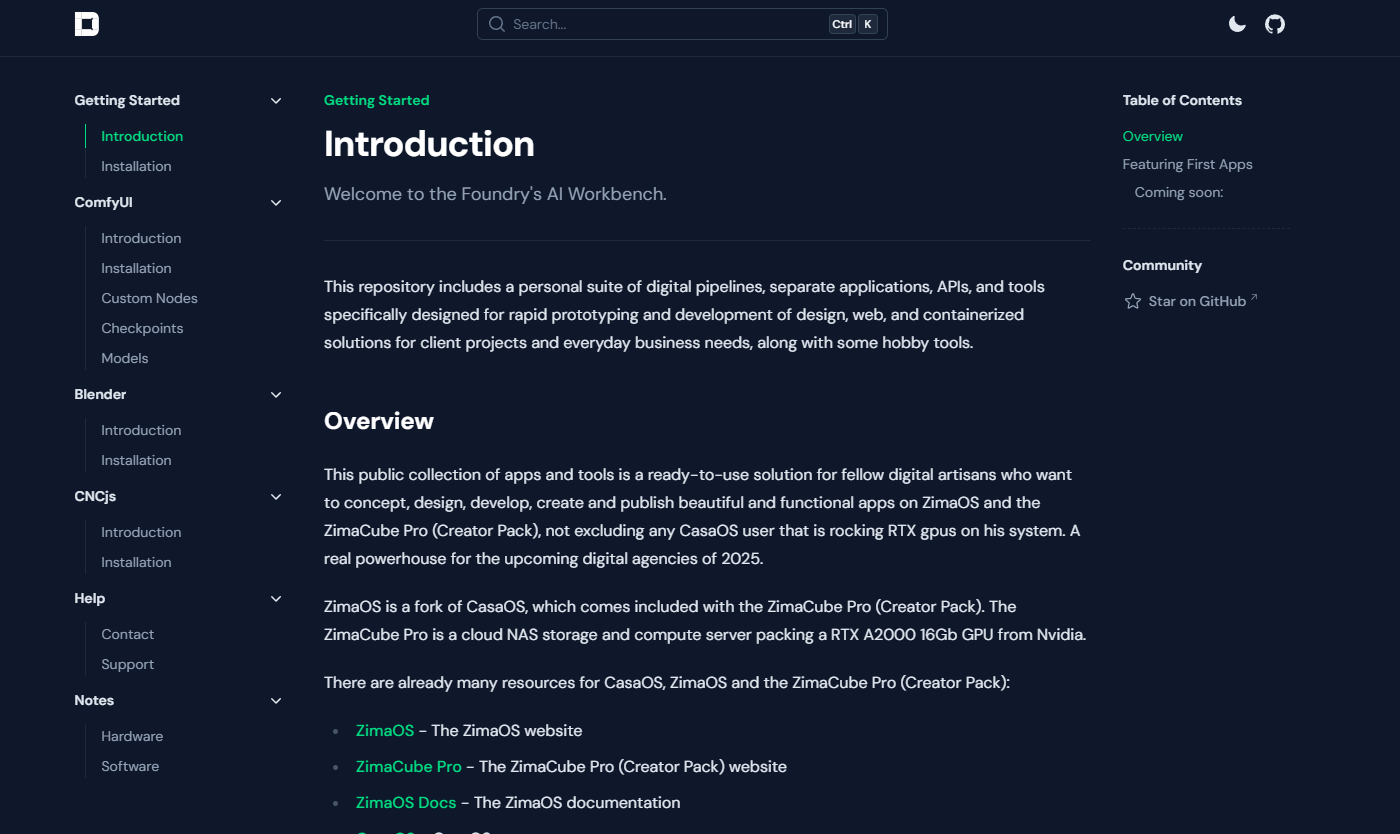 Search...
Ctrl K
Getting Started
Introduction
Installation
ComfyUI
Introduction
Installation
Custom Nodes
Checkpoints
Models
Blender
Introduction
Installation
CNCjs
Introduction
Installation
Help
Contact
Support
Notes
Hardware
Software
Getting Started
Introduction
Welcome to the Foundry's AI Workbench.
This repository includes a personal suite of digital pipelines, separate applications, APIs, and tools
specifically designed for rapid prototyping and development of design, web, and containerized
solutions for client projects and everyday business needs, along with some hobby tools.
Overview
This public collection of apps and tools is a ready-to-use solution for fellow digital artisans who want
to concept, design, develop, create and publish beautiful and functional apps on ZimaOS and the
ZimaCube Pro (Creator Pack), not excluding any CasaOS user that is rocking RTX gpus on his system. A
real powerhouse for the upcoming digital agencies of 2025.
ZimaOS is a fork of CasaOS, which comes included with the ZimaCube Pro (Creator Pack). The
ZimaCube Pro is a cloud NAS storage and compute server packing a RTX A2000 16Gb GPU from Nvidia.
There are already many resources for CasaOS, ZimaOS and the ZimaCube Pro (Creator Pack):
ZimaOS - The ZimaOS website
ZimaCube Pro - The ZimaCube Pro (Creator Pack) website
ZimaOS Docs - The ZimaOS documentation
Table of Contents
Overview
Featuring First Apps
Coming soon:
Community
Star on GitHub